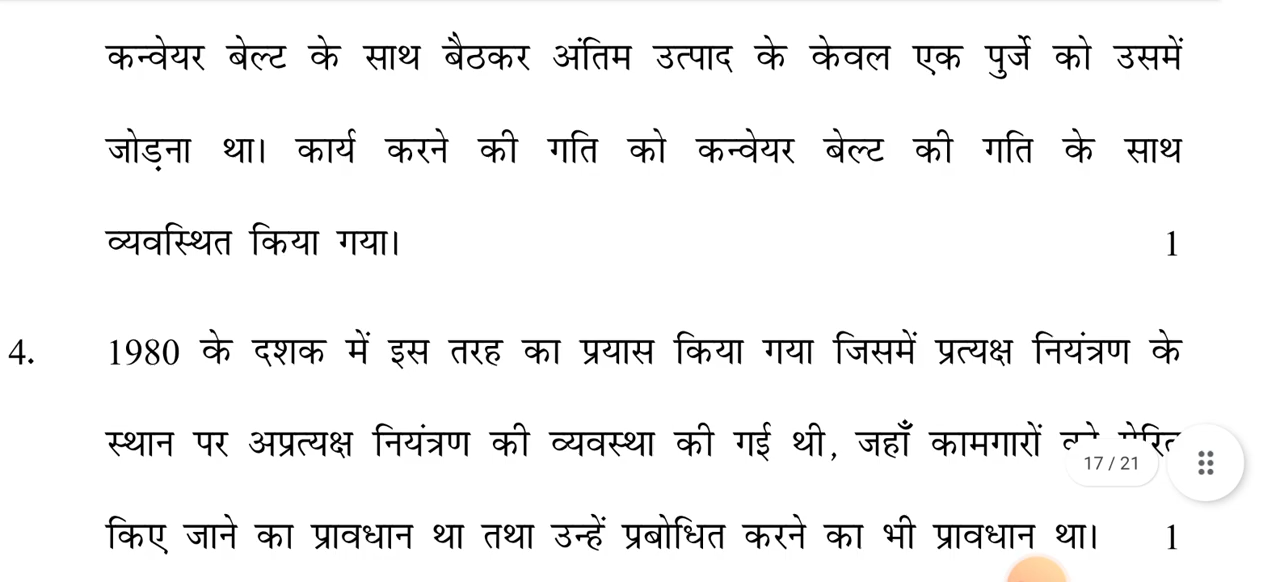 कन्वेयर बेल्ट के साथ बैठकर अंतिम उत्पाद के केवल एक पुर्जे को उसमें
जोड़ना था। कार्य करने की गति को कन्वेयर बेल्ट की गति के साथ
व्यवस्थित किया गया। 1
4. 1980 के दशक में इस तरह का प्रयास किया गया जिसमें प्रत्यक्ष नियंत्रण के
स्थान पर अप्रत्यक्ष नियंत्रण की व्यवस्था की गई थी, जहाँ कामगारों
17 / 21
किए जाने का प्रावधान था तथा उन्हें प्रबोधित करने का भी प्रावधान था। 1